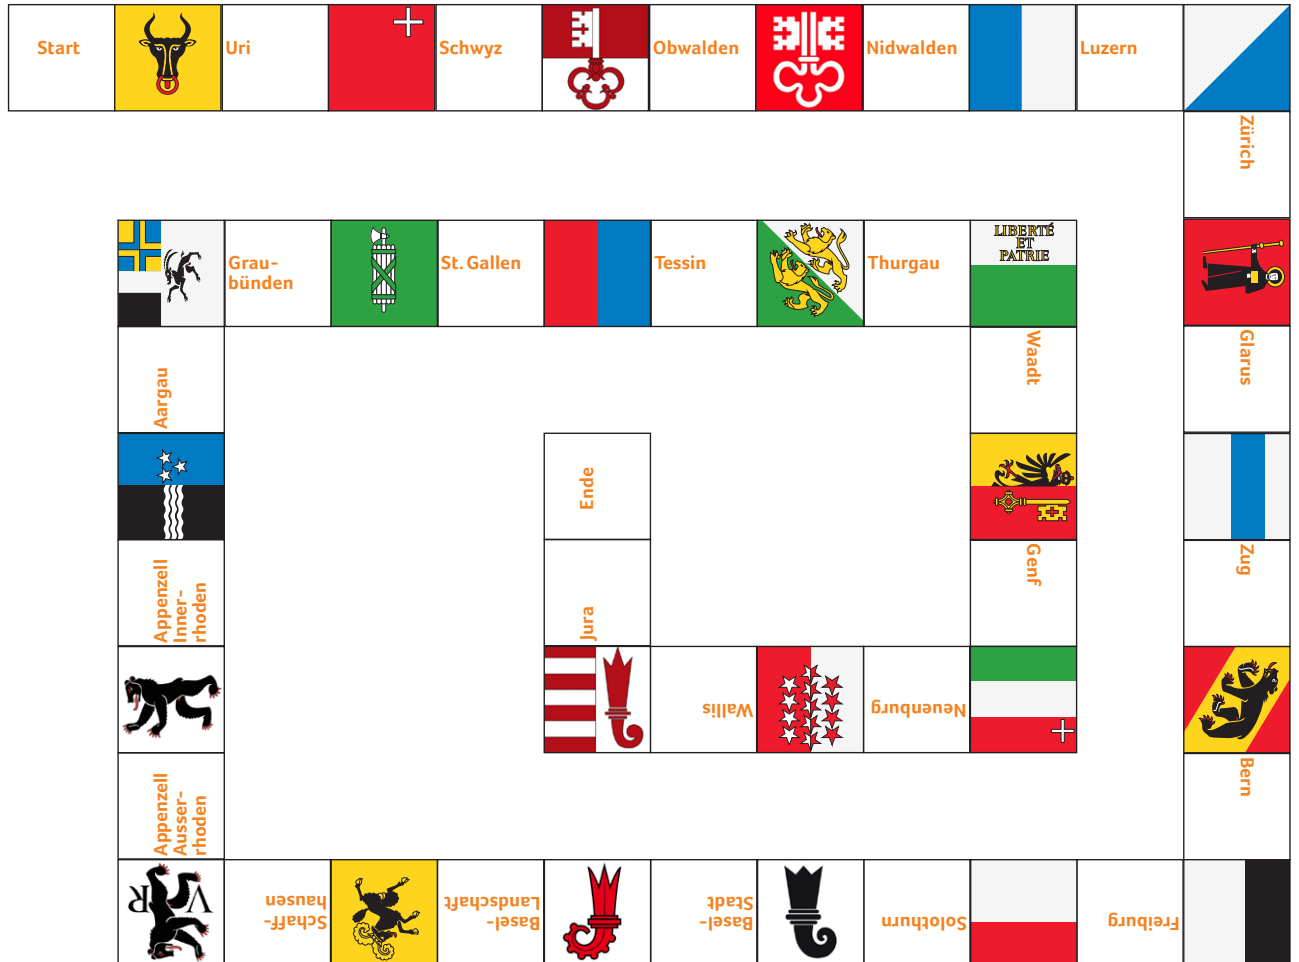 Start
Uri
Schwyz
Obwalden
Nidwalden
Luzern
Zürich
Glarus
Zug
Bern
Freiburg
Solothurn
Basel-
Stadt
Basel-
Landschaft
Schaff-
hausen
V R
Appenzell
Ausser-
rhoden
Appenzell
Inner-
rhoden
Aargau
Grau-
bünden
St. Gallen
Tessin
Thurgau
LIBERTÉ
ET
PATRIE
Waadt
Genf
Neuenburg
Wallis
Jura
Ende